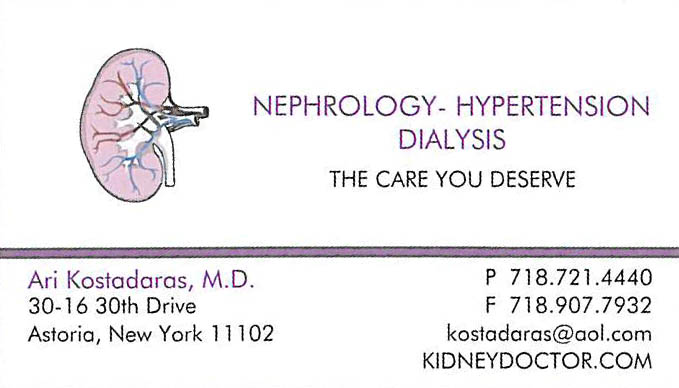 NEPHROLOGY- HYPERTENSION
DIALYSIS
THE CARE YOU DESERVE
Ari Kostadaras, M.D.
30-16 30th Drive
Astoria, New York 11102
P 718.721.4440
F 718.907.7932
kostadaras@aol.com
KIDNEYDOCTOR.COM